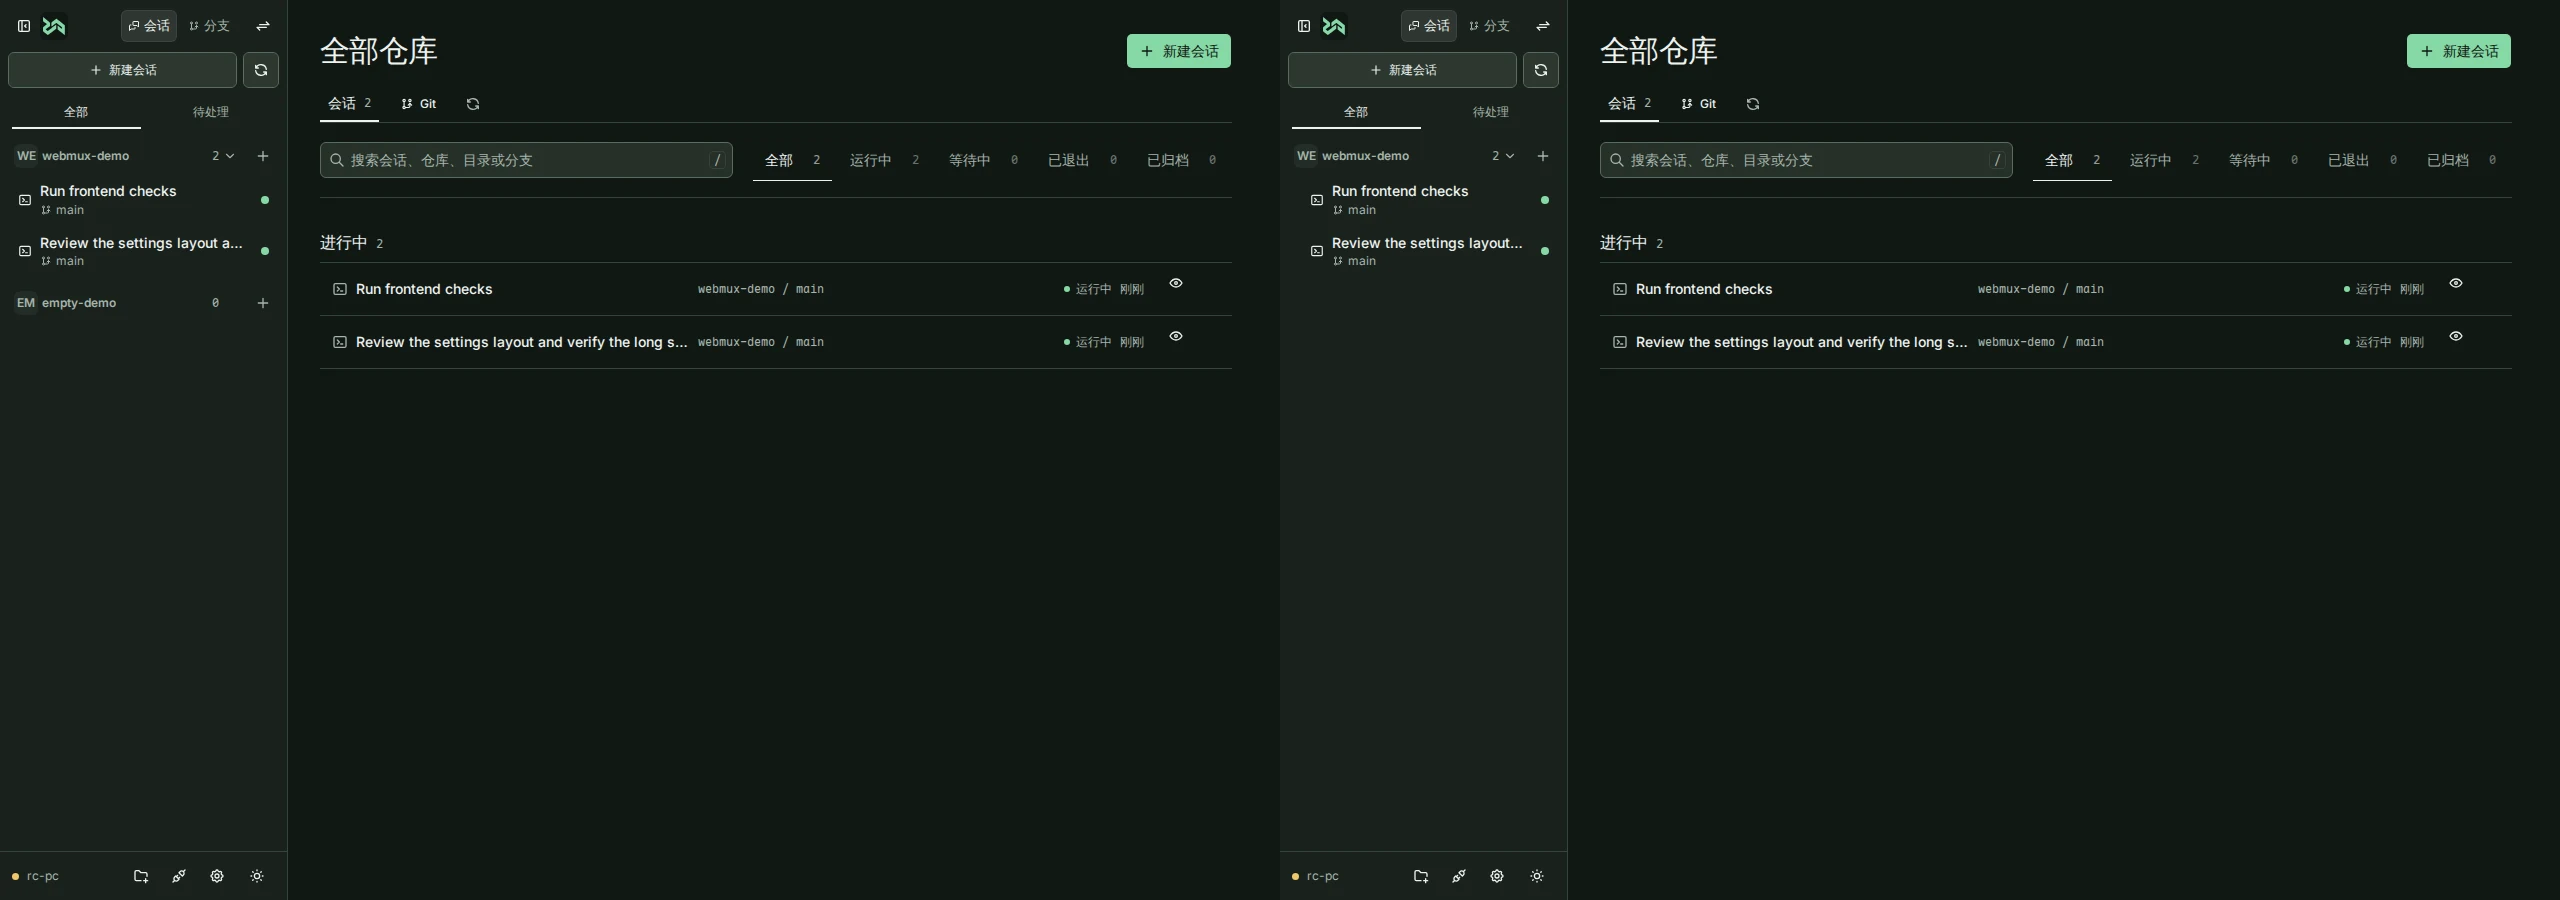 会话 分支
新建会话
全部 待处理
WE webmux-demo 2
Run frontend checks
main
Review the settings layout a...
main
EM empty-demo 0
rc-pc
全部仓库
新建会话
会话 2 Git
搜索会话、仓库、目录或分支 /
全部 2 运行中 2 等待中 0 已退出 0 已归档 0
进行中 2
Run frontend checks webmux-demo / main 运行中 刚刚
Review the settings layout and verify the long s... webmux-demo / main 运行中 刚刚
会话 分支
新建会话
全部 待处理
WE webmux-demo 2
Run frontend checks
main
Review the settings layout...
main
rc-pc
全部仓库
新建会话
会话 2 Git
搜索会话、仓库、目录或分支 /
全部 2 运行中 2 等待中 0 已退出 0 已归档 0
进行中 2
Run frontend checks webmux-demo / main 运行中 刚刚
Review the settings layout and verify the long s... webmux-demo / main 运行中 刚刚